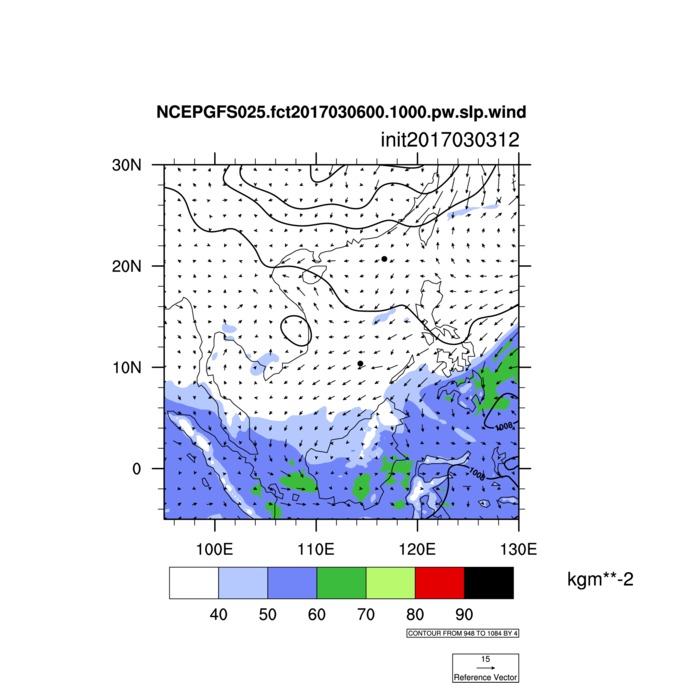 NCEPGFS025.fct2017030600.1000.pw.slp.wind
init2017030312
30N
20N
10N
0
1008
1008
100E 110E 120E 130E
kgm**-2
40 50 60 70 80 90
CONTOUR FROM 948 TO 1084 BY 4
15
Reference Vector